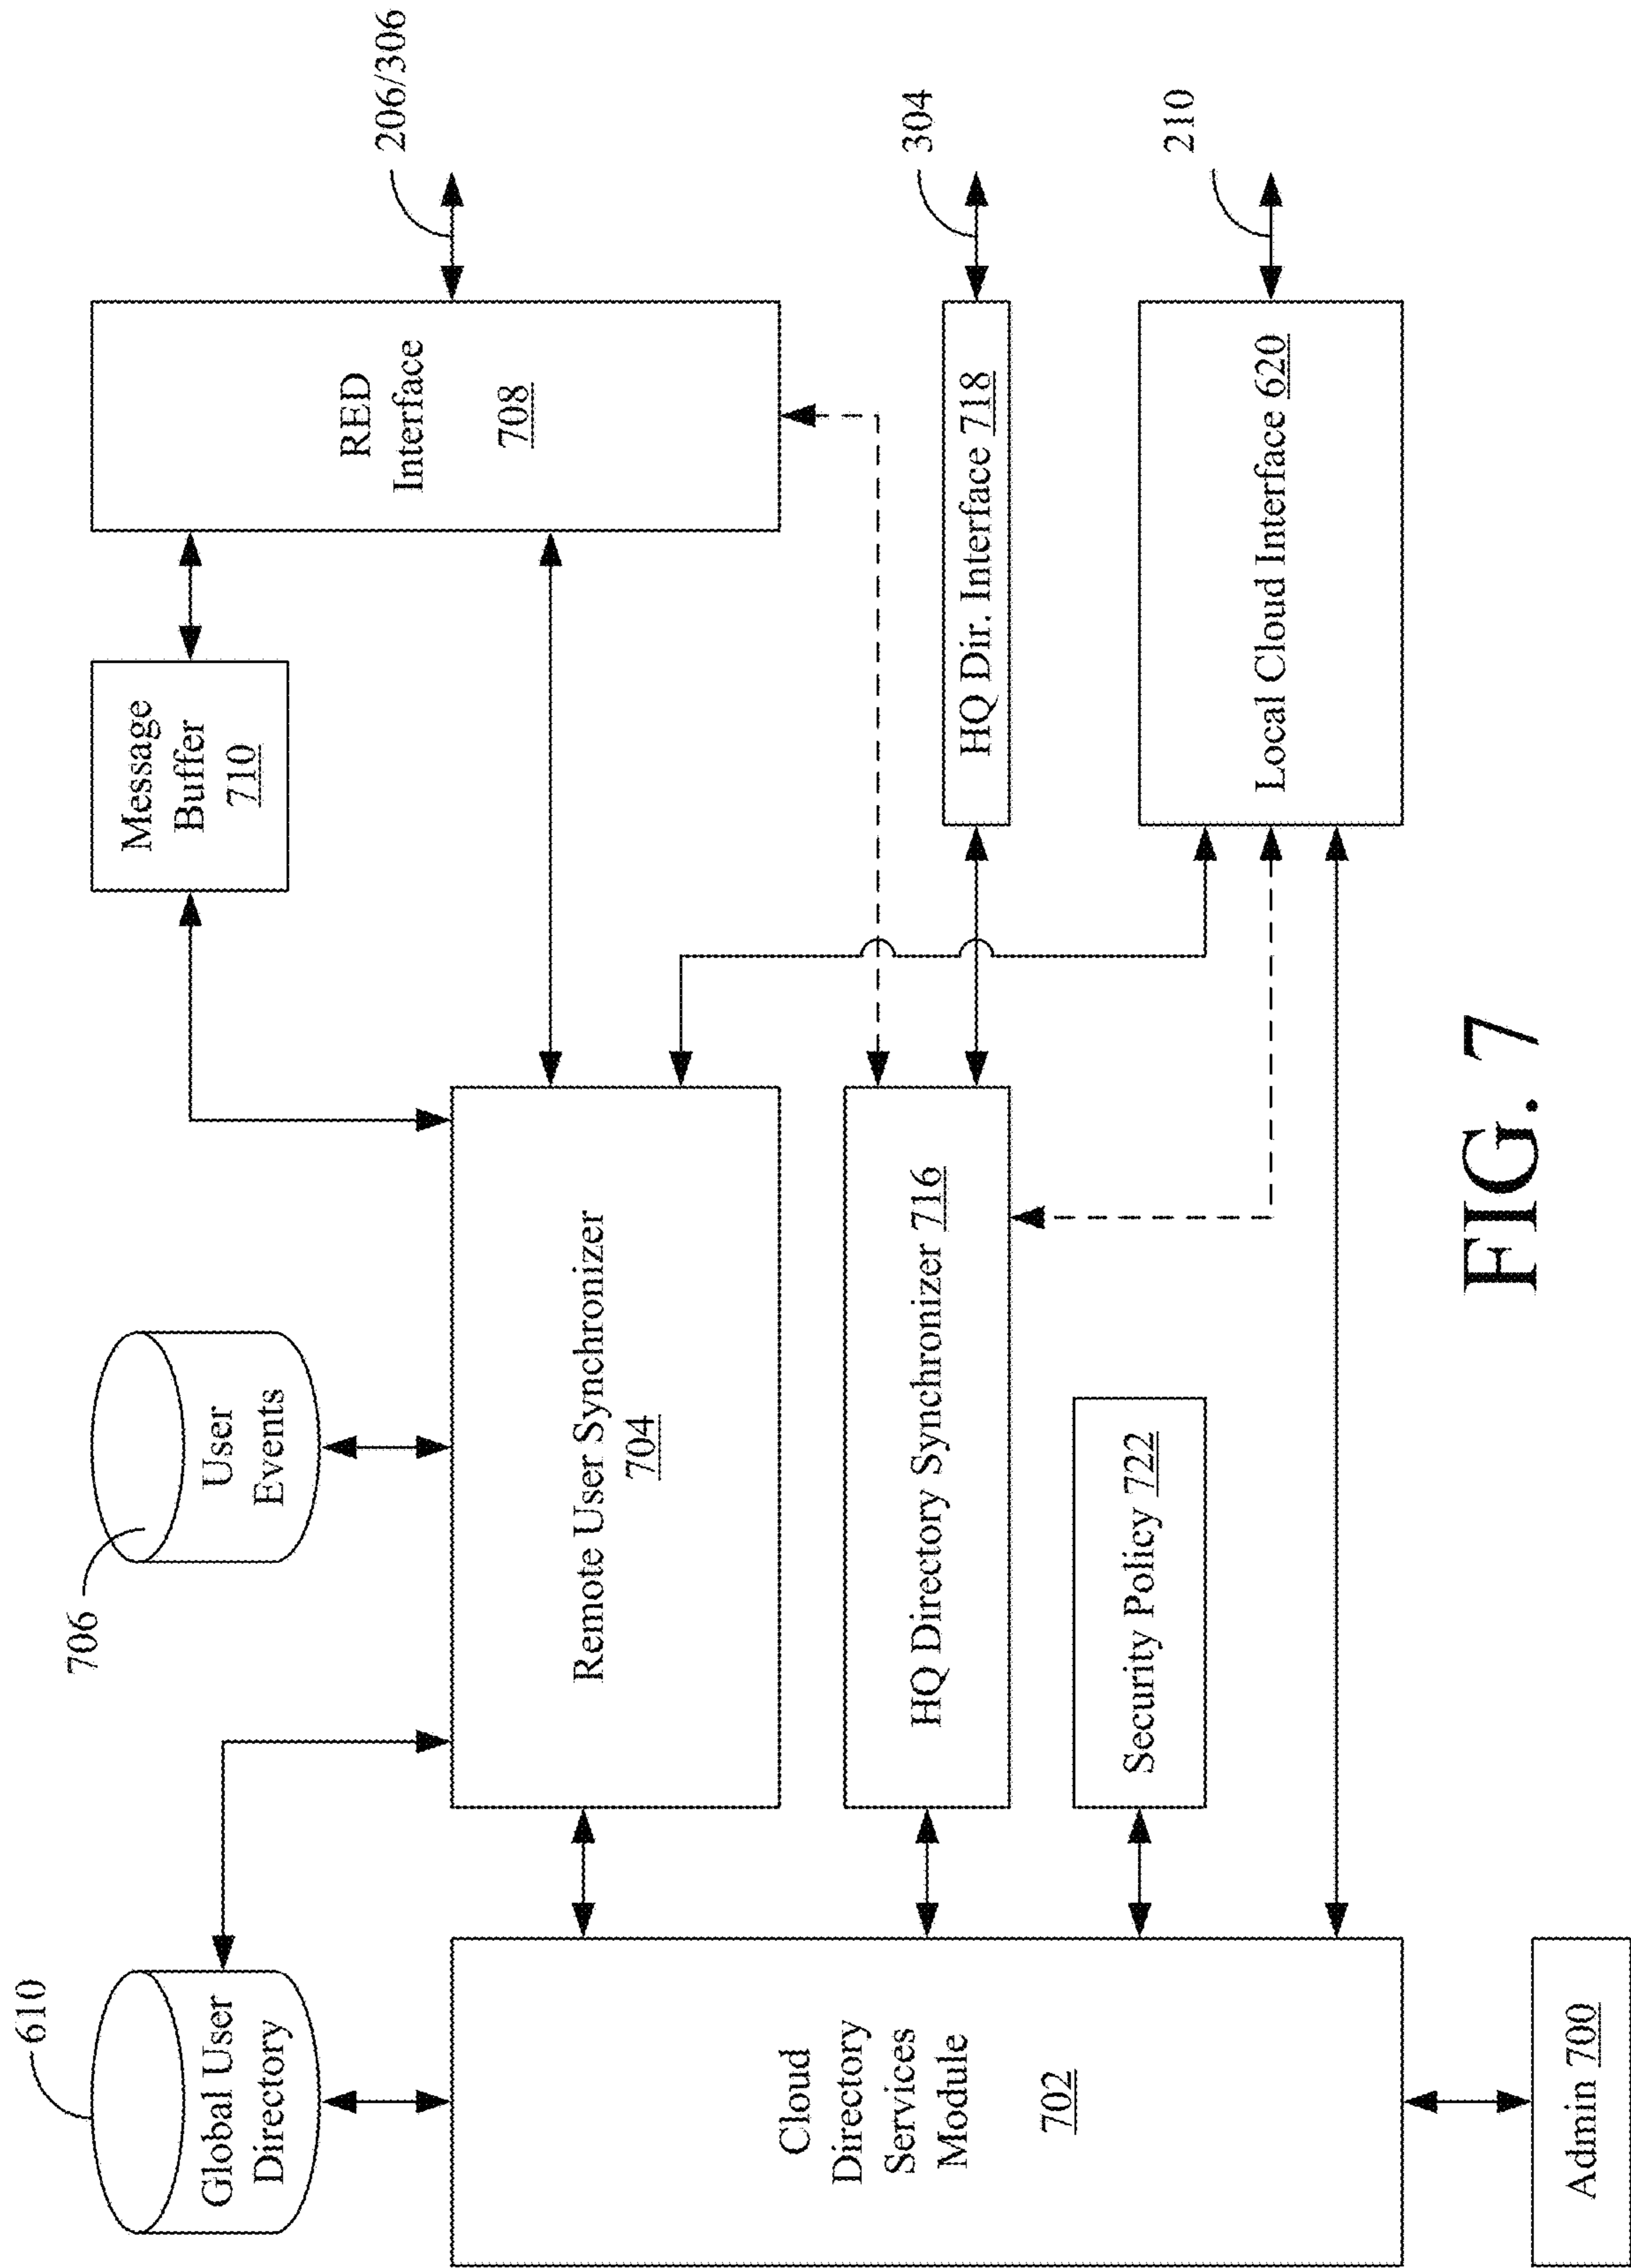 610
Global User
Directory
706
User
Events
Message
Buffer
710
RED
Interface
708
206/306
Cloud
Directory
Services
Module
702
Remote User Synchronizer
704
HQ Directory Synchronizer 716
HQ Dir. Interface 718
304
Security Policy 722
Local Cloud Interface 620
210
Admin 700
FIG. 7